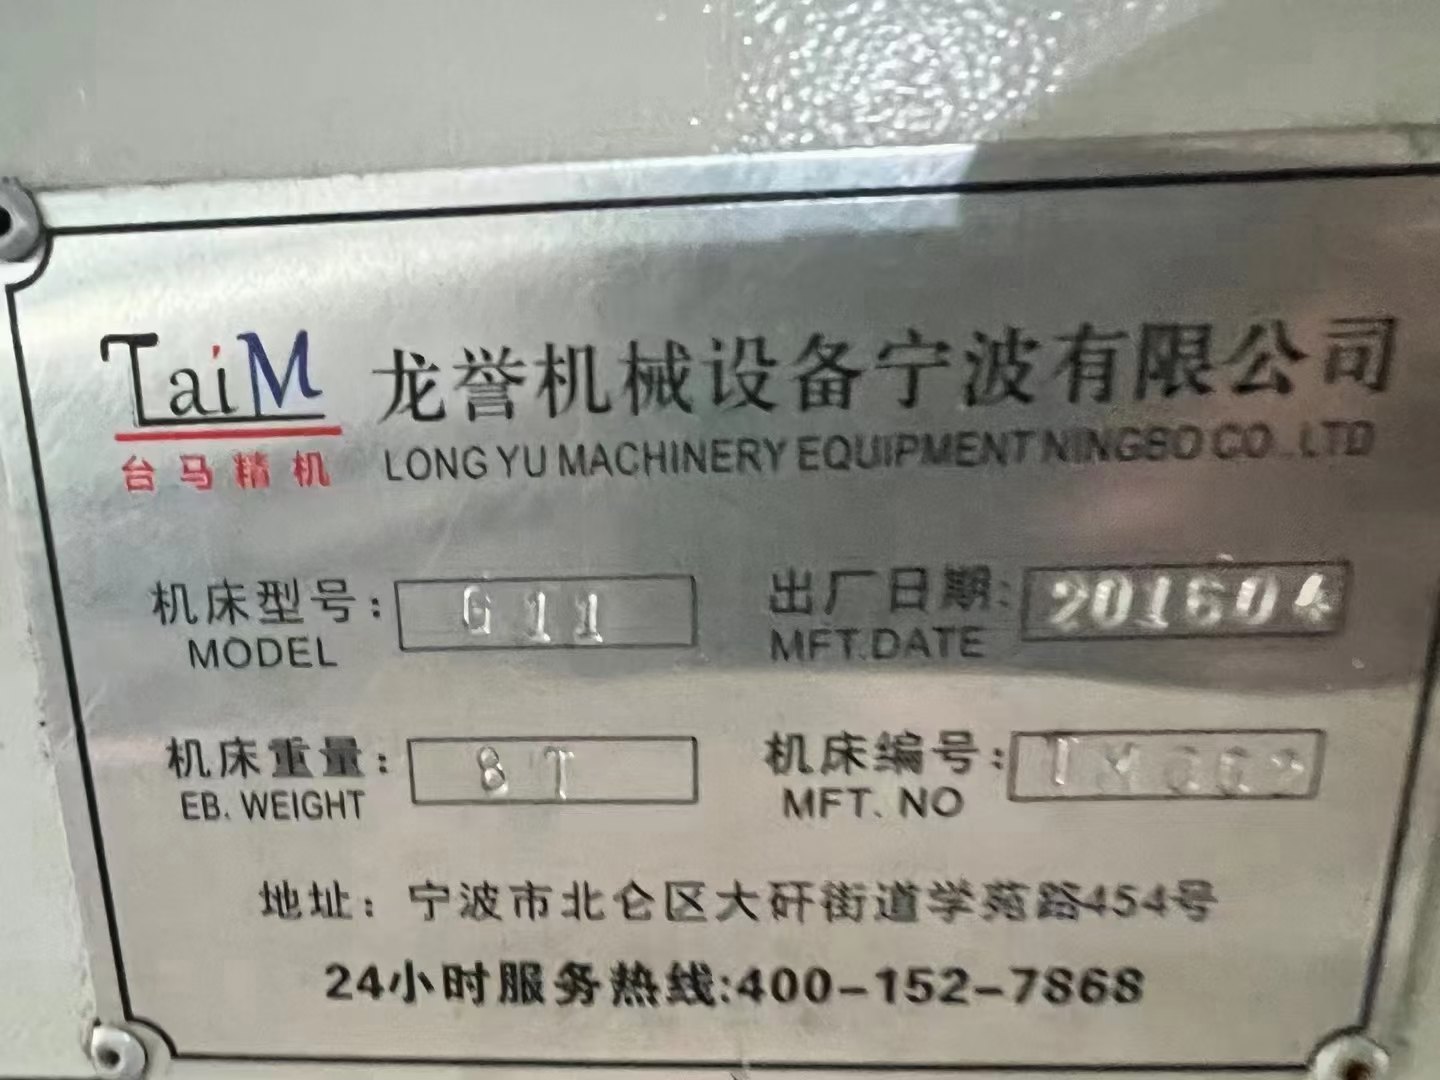 TaiM
台马精机
龙誉机械设备宁波有限公司
LONG YU MACHINERY EQUIPMENT NINGBO CO.,LTD
机床型号： G11 出厂日期: 201604
MODEL MFT.DATE
机床重量： 8T 机床编号:
EB. WEIGHT MFT. NO
地址：宁波市北仑区大矸街道学苑路454号
24小时服务热线:400-152-7868